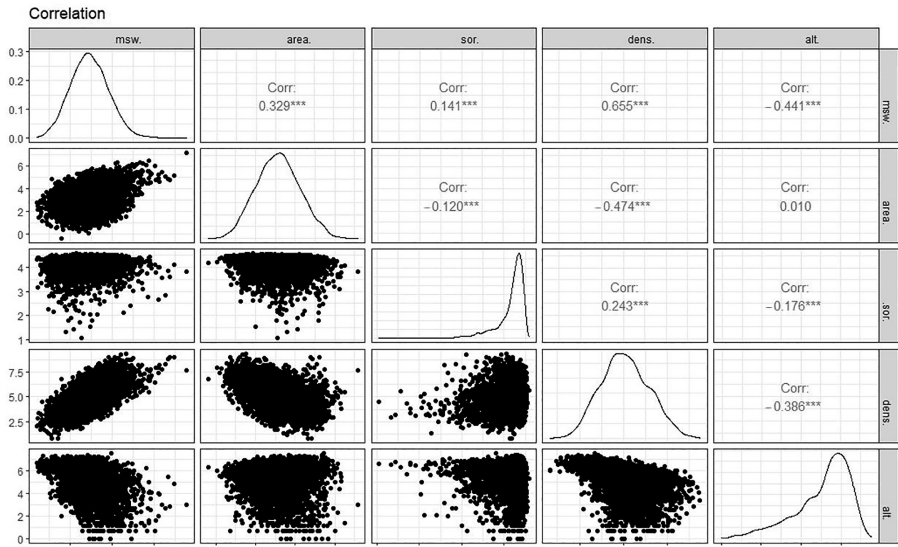 Correlation
msw. area. sor. dens. alt.
0.3
0.2
0.1
0.0
Corr: Corr: Corr: Corr:
0.329*** 0.141*** 0.655*** −0.441***
msw.
6
4
2
0
Corr: Corr: Corr:
−0.120*** −0.474*** 0.010
area.
4
3
2
1
Corr: Corr:
0.243*** −0.176***
.sor.
7.5
5.0
2.5
Corr:
−0.386***
dens.
6
4
2
0
alt.